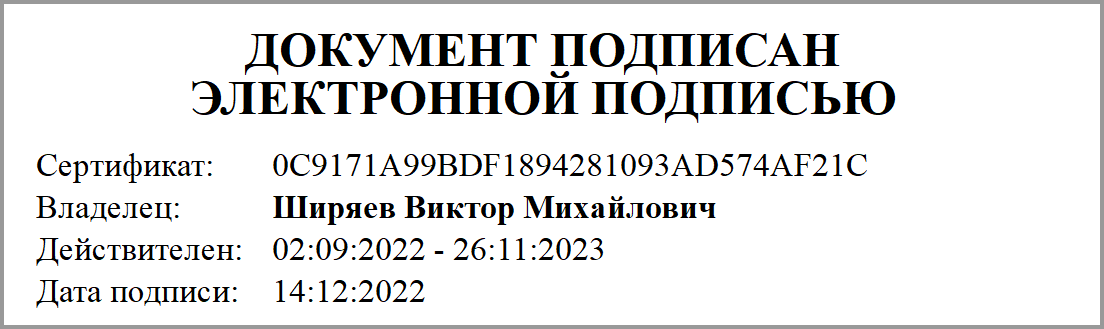 ДОКУМЕНТ ПОДПИСАН
ЭЛЕКТРОННОЙ ПОДПИСЬЮ
Сертификат: 0C9171A99BDF1894281093AD574AF21C
Владелец: Ширяев Виктор Михайлович
Действителен: 02:09:2022 - 26:11:2023
Дата подписи: 14:12:2022